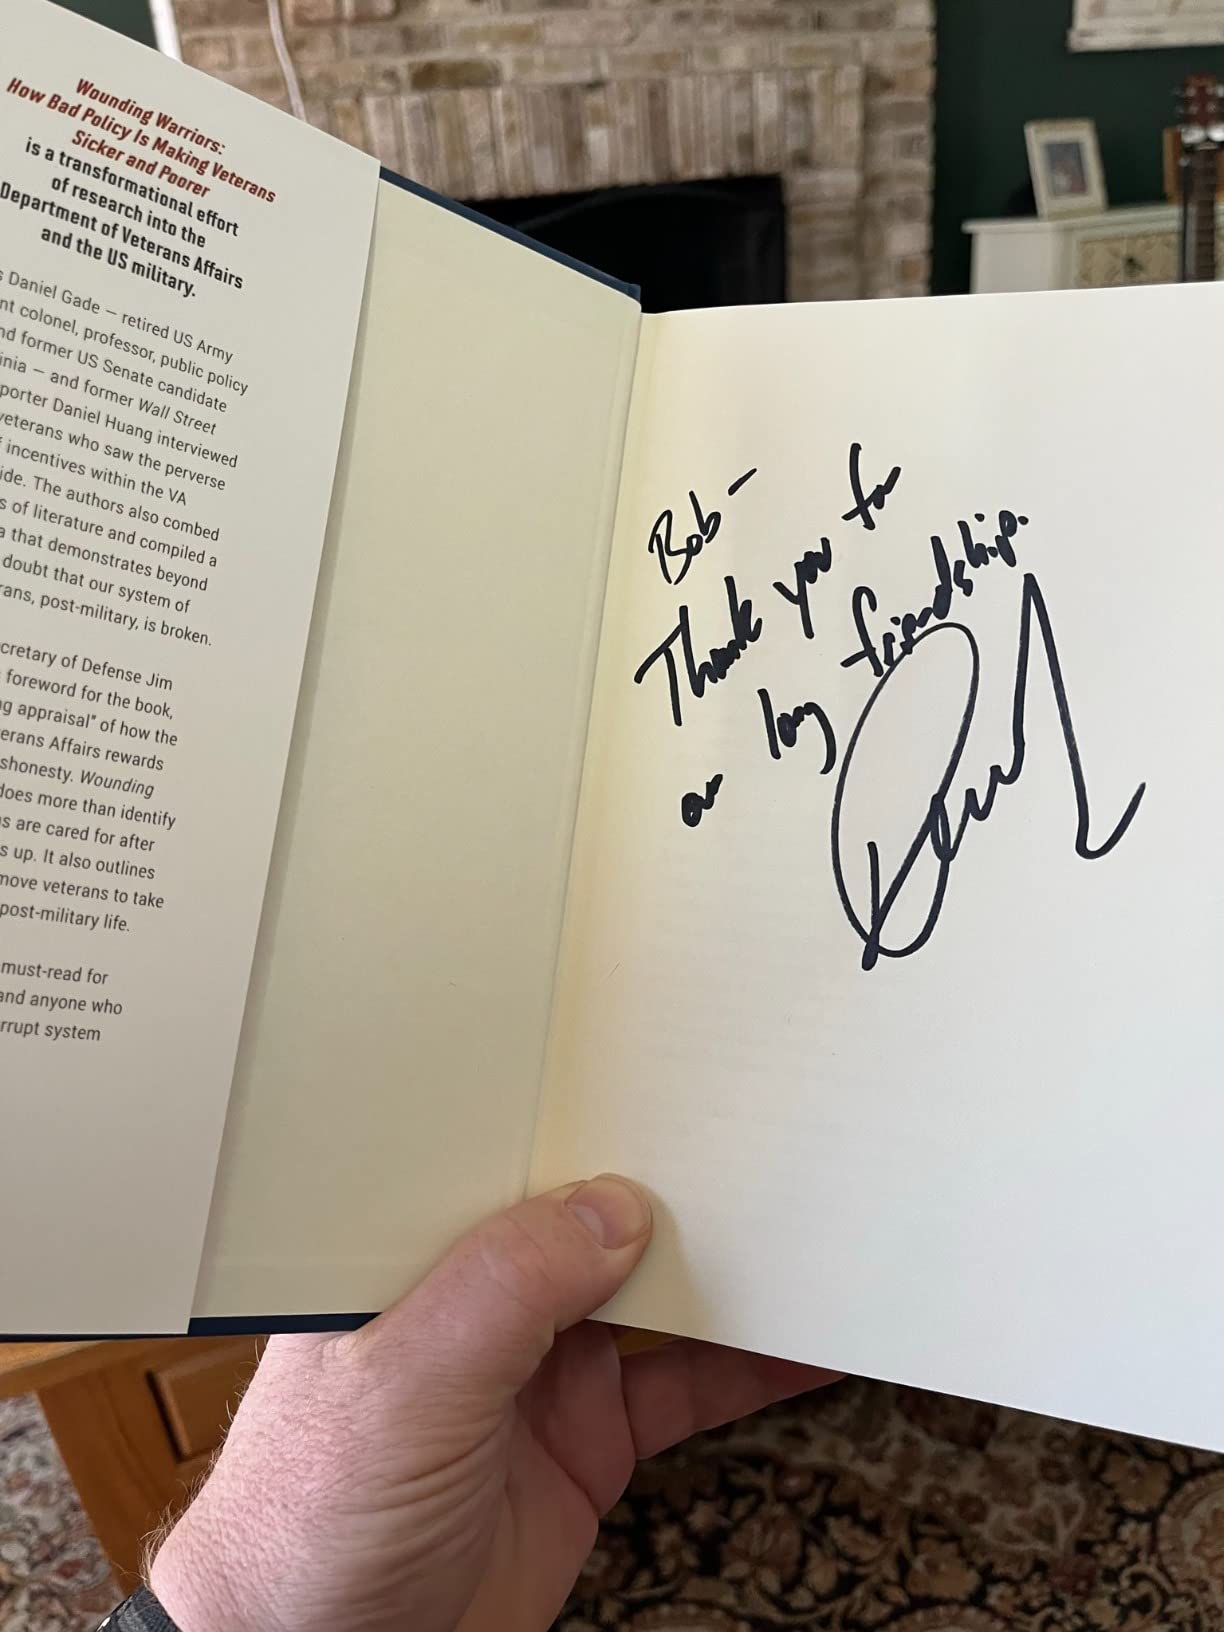 Wounding Warriors:
How Bad Policy Is Making Veterans
Sicker and Poorer
is a transformational effort
of research into the
Department of Veterans Affairs
and the US military.
s Daniel Gade — retired US Army
nt colonel, professor, public policy
nd former US Senate candidate
inia — and former Wall Street
porter Daniel Huang interviewed
veterans who saw the perverse
f incentives within the VA
ide. The authors also combed
s of literature and compiled a
a that demonstrates beyond
doubt that our system of
rans, post-military, is broken.
cretary of Defense Jim
foreword for the book,
g appraisal" of how the
erans Affairs rewards
shonesty. Wounding
does more than identify
s are cared for after
s up. It also outlines
move veterans to take
post-military life.
must-read for
and anyone who
rrupt system
Bob –
Thank you for
our long friendship.